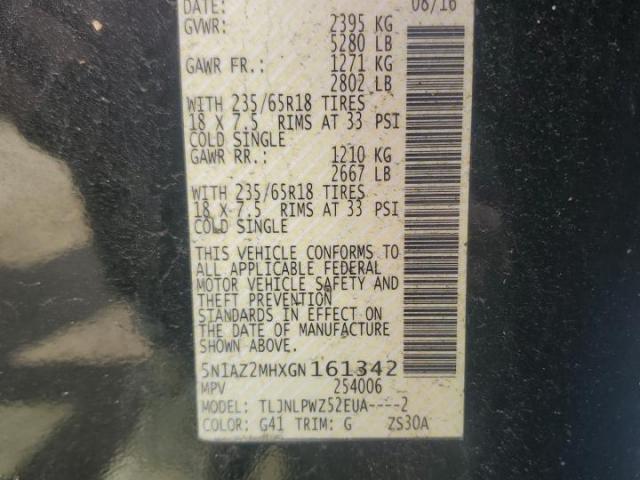 DATE: 08/16
GVWR: 2395 KG
5280 LB
GAWR FR.: 1271 KG
2802 LB
WITH 235/65R18 TIRES
18 X 7.5 RIMS AT 33 PSI
COLD SINGLE
GAWR RR.: 1210 KG
2667 LB
WITH 235/65R18 TIRES
18 X 7.5 RIMS AT 33 PSI
COLD SINGLE
THIS VEHICLE CONFORMS TO
ALL APPLICABLE FEDERAL
MOTOR VEHICLE SAFETY AND
THEFT PREVENTION
STANDARDS IN EFFECT ON
THE DATE OF MANUFACTURE
SHOWN ABOVE.
5N1AZ2MHXGN161342
MPV 254006
MODEL: TLJNLPWZ52EUA----2
COLOR: G41 TRIM: G ZS30A